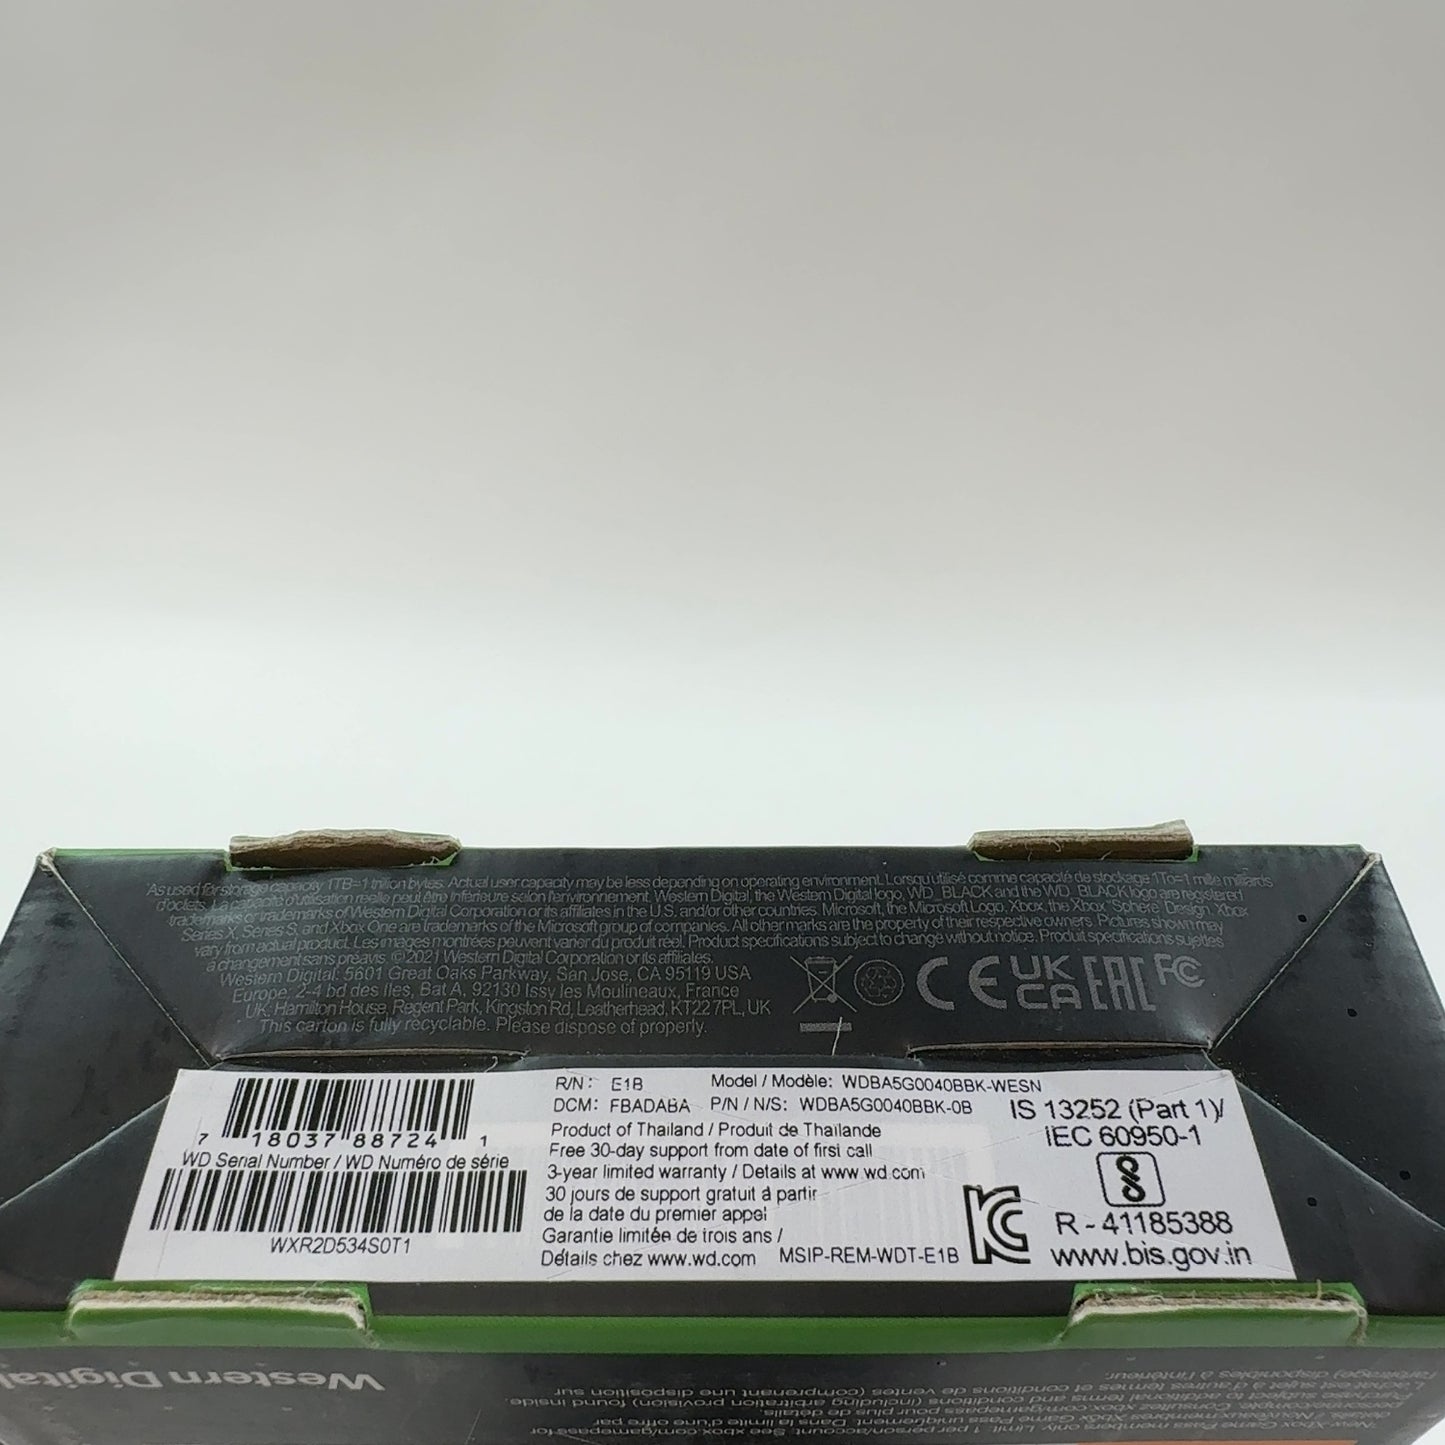 As used for storage capacity 1TB=1 trillion bytes. Actual user capacity may be less depending on operating environment. Lorsqu'utilisé comme capacité de stockage 1To=1 mille milliards
d'octets. La capacité d'utilisation réelle peut être inférieure selon l'environnement. Western Digital, the Western Digital logo, WD_BLACK and the WD_BLACK logo are registered
trademarks or trademarks of Western Digital Corporation or its affiliates in the U.S. and/or other countries. Microsoft, the Microsoft Logo, Xbox, the Xbox "Sphere" Design, Xbox
Series X, Series S, and Xbox One are trademarks of the Microsoft group of companies. All other marks are the property of their respective owners. Pictures shown may
vary from actual product. Les images montrées peuvent varier du produit réel. Product specifications subject to change without notice. Produit spécifications sujettes
à changement sans préavis. ©2021 Western Digital Corporation or its affiliates.
Western Digital: 5601 Great Oaks Parkway, San Jose, CA 95119 USA
Europe: 2-4 bd des Iles, Bat A, 92130 Issy les Moulineaux, France
UK: Hamilton House, Regent Park, Kingston Rd, Leatherhead, KT22 7PL, UK
This carton is fully recyclable. Please dispose of properly.
CE UK CA EAC FC
7 18037 88724 1
WD Serial Number / WD Numéro de série
WXR2D534S0T1
R/N: E1B Model / Modèle: WDBA5G0040BBK-WESN
DCM: FBADABA P/N / N/S: WDBA5G0040BBK-0B
Product of Thailand / Produit de Thaïlande
Free 30-day support from date of first call
3-year limited warranty / Details at www.wd.com
30 jours de support gratuit à partir
de la date du premier appel
Garantie limitée de trois ans /
Détails chez www.wd.com MSIP-REM-WDT-E1B
IS 13252 (Part 1)/
IEC 60950-1
R - 41185388
www.bis.gov.in
Western Digital